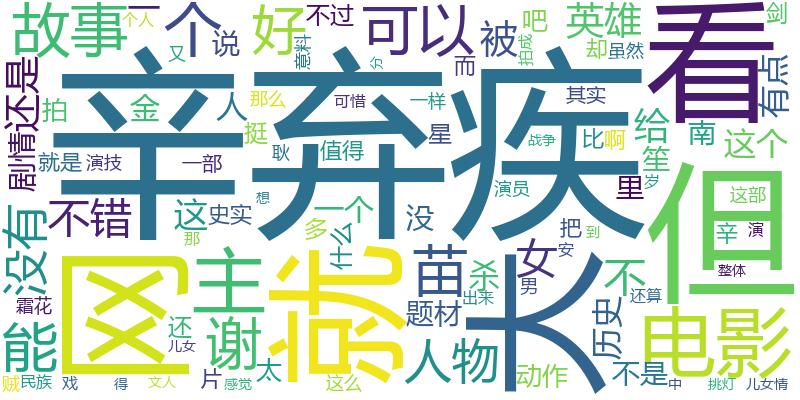 故事
一
个
个人
说
又
好
不过
意料
可以
被
吧
拍成
而
英雄
却
虽然
看
剑
有点
剧情
还是
拍
金
人
那么
挺
可惜
分
一样
星
其实
比
啊
给
笙
南
这个
辛弃疾
就是
演技
一部
耿
值得
战争
演员
里
岁
但
没有
不错
这
史实
那
多
一个
想
什么
没
把
安
到
这部
辛
演
整体
网
主
就
苗
大
女
男
杀
出来
不
历史
还算
电影
霜花
能
还
谢
儿女
太
人物
题材
动作
不是
中
贼
民族
戏
得
文人
片
感觉
这么
挑灯
儿女情